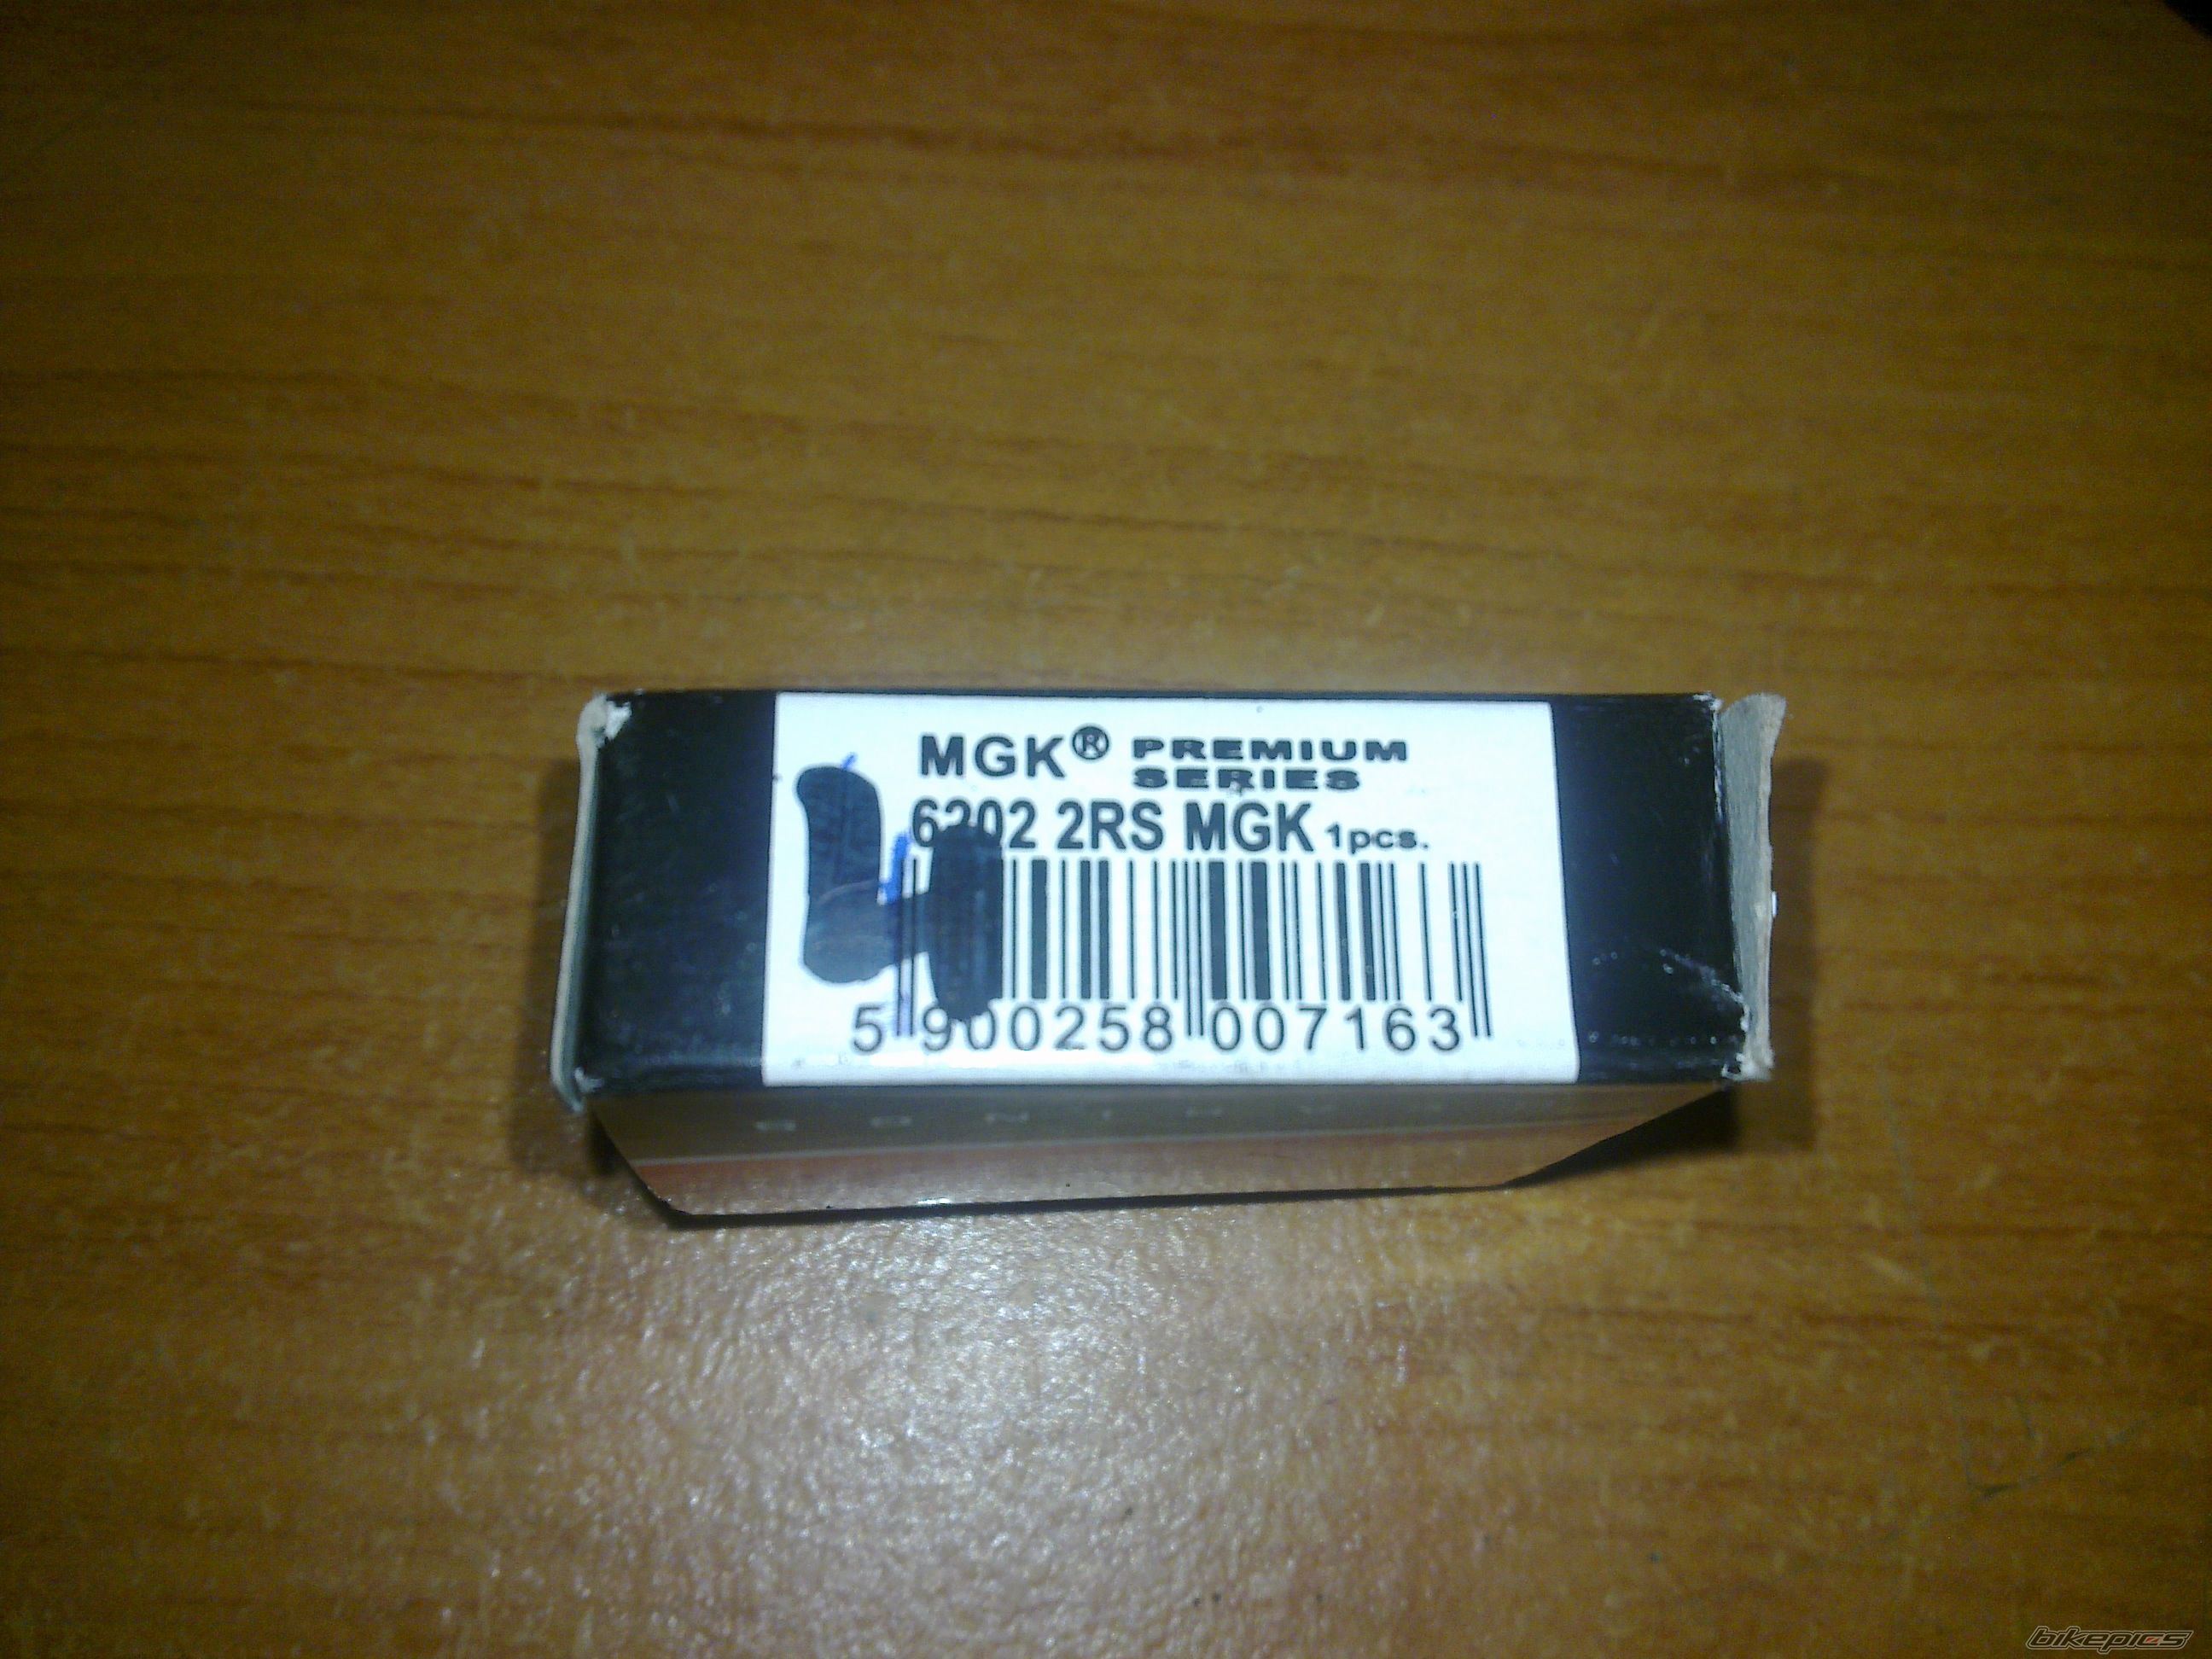 MGK® PREMIUM
SERIES
6202 2RS MGK 1pcs.
5 900258 007163
bikepics